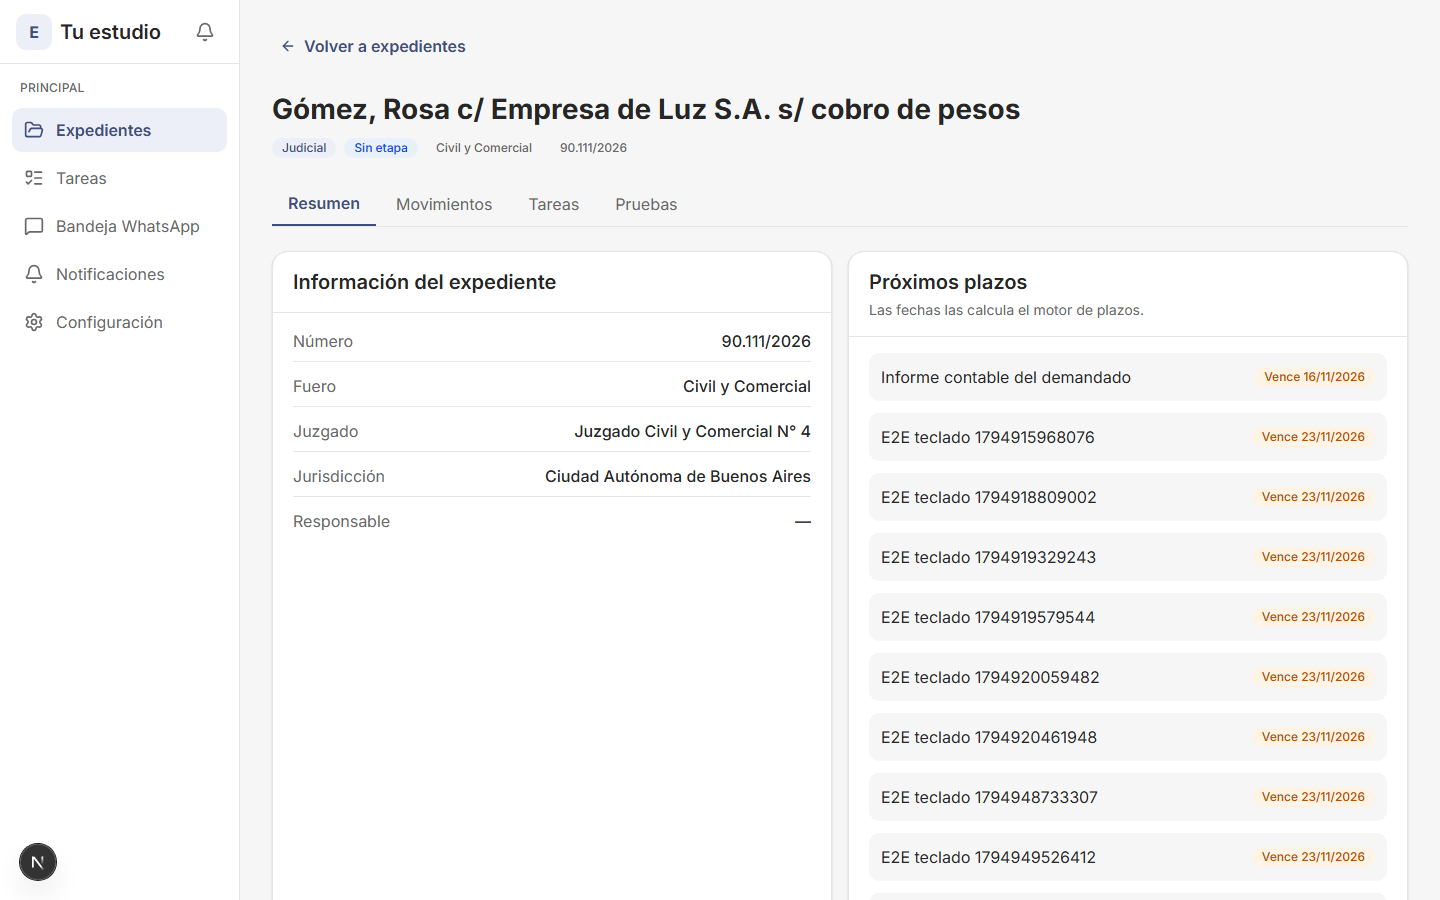 E Tu estudio
PRINCIPAL
Expedientes
Tareas
Bandeja WhatsApp
Notificaciones
Configuración
N
Volver a expedientes
Gómez, Rosa c/ Empresa de Luz S.A. s/ cobro de pesos
Judicial Sin etapa Civil y Comercial 90.111/2026
Resumen Movimientos Tareas Pruebas
Información del expediente
Número 90.111/2026
Fuero Civil y Comercial
Juzgado Juzgado Civil y Comercial N° 4
Jurisdicción Ciudad Autónoma de Buenos Aires
Responsable —
Próximos plazos
Las fechas las calcula el motor de plazos.
Informe contable del demandado Vence 16/11/2026
E2E teclado 1794915968076 Vence 23/11/2026
E2E teclado 1794918809002 Vence 23/11/2026
E2E teclado 1794919329243 Vence 23/11/2026
E2E teclado 1794919579544 Vence 23/11/2026
E2E teclado 1794920059482 Vence 23/11/2026
E2E teclado 1794920461948 Vence 23/11/2026
E2E teclado 1794948733307 Vence 23/11/2026
E2E teclado 1794949526412 Vence 23/11/2026